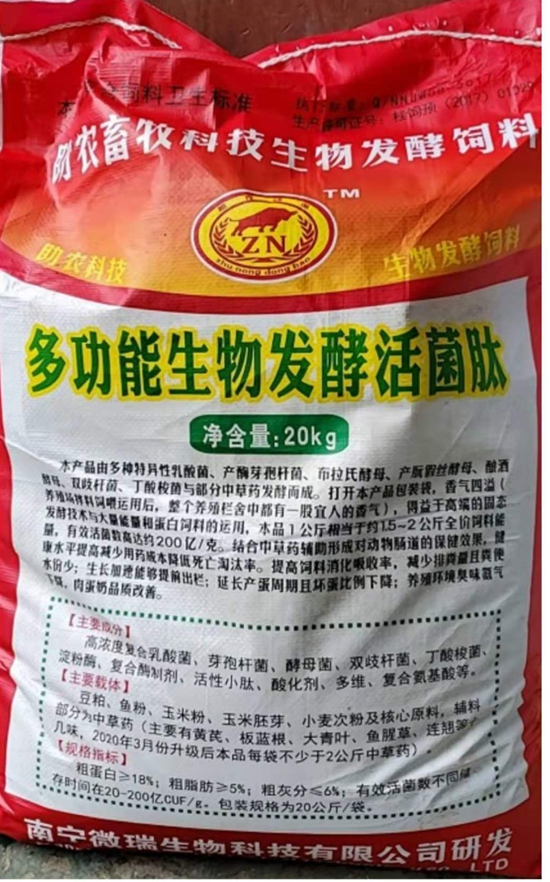 饲料卫生标准
生产许可证号：桂饲预（2017）01029
助农畜牧科技生物发酵饲料
TM
ZN
zhu nong dong bao
助农科技
生物发酵饲料
多功能生物发酵活菌肽
净含量:20kg
本产品由多种特异性乳酸菌、产酶芽孢杆菌、布拉氏酵母、产朊假丝酵母、酿酒
酵母、双歧杆菌、丁酸梭菌与部分中草药发酵而成。打开本产品包装袋，香气四溢（
养殖场拌料饲喂运用后，整个养殖栏舍中都有一股宜人的香气），得益于高端的固态
发酵技术与大量能量和蛋白饲料的运用，本品1公斤相当于约1.5~2公斤全价饲料能
量，有效活菌数高达约200亿/克。结合中草药辅助形成对动物肠道的保健效果，健
康水平提高减少用药成本降低死亡淘汰率。提高饲料消化吸收率，减少排粪量且粪便
水份少；生长加速能够提前出栏；延长产蛋周期且坏蛋比例下降；养殖环境臭味氨气
下降，肉蛋奶品质改善。
【主要成分】
高浓度复合乳酸菌、芽孢杆菌、酵母菌、双歧杆菌、丁酸梭菌、
淀粉酶、复合酶制剂、活性小肽、酸化剂、多维、复合氨基酸等。
【主要载体】
豆粕、鱼粉、玉米粉、玉米胚芽、小麦次粉及核心原料，辅料
部分为中草药（主要有黄芪、板蓝根、大青叶、鱼腥草、连翘等
几味，2020年3月份升级后本品每袋不少于2公斤中草药）。
【规格指标】
粗蛋白≥18%；粗脂肪≥5%；粗灰分≤6%；有效活菌数不同储
存时间在20-200亿CUF/g。包装规格为20公斤/袋。
南宁微瑞生物科技有限公司研发
LTD